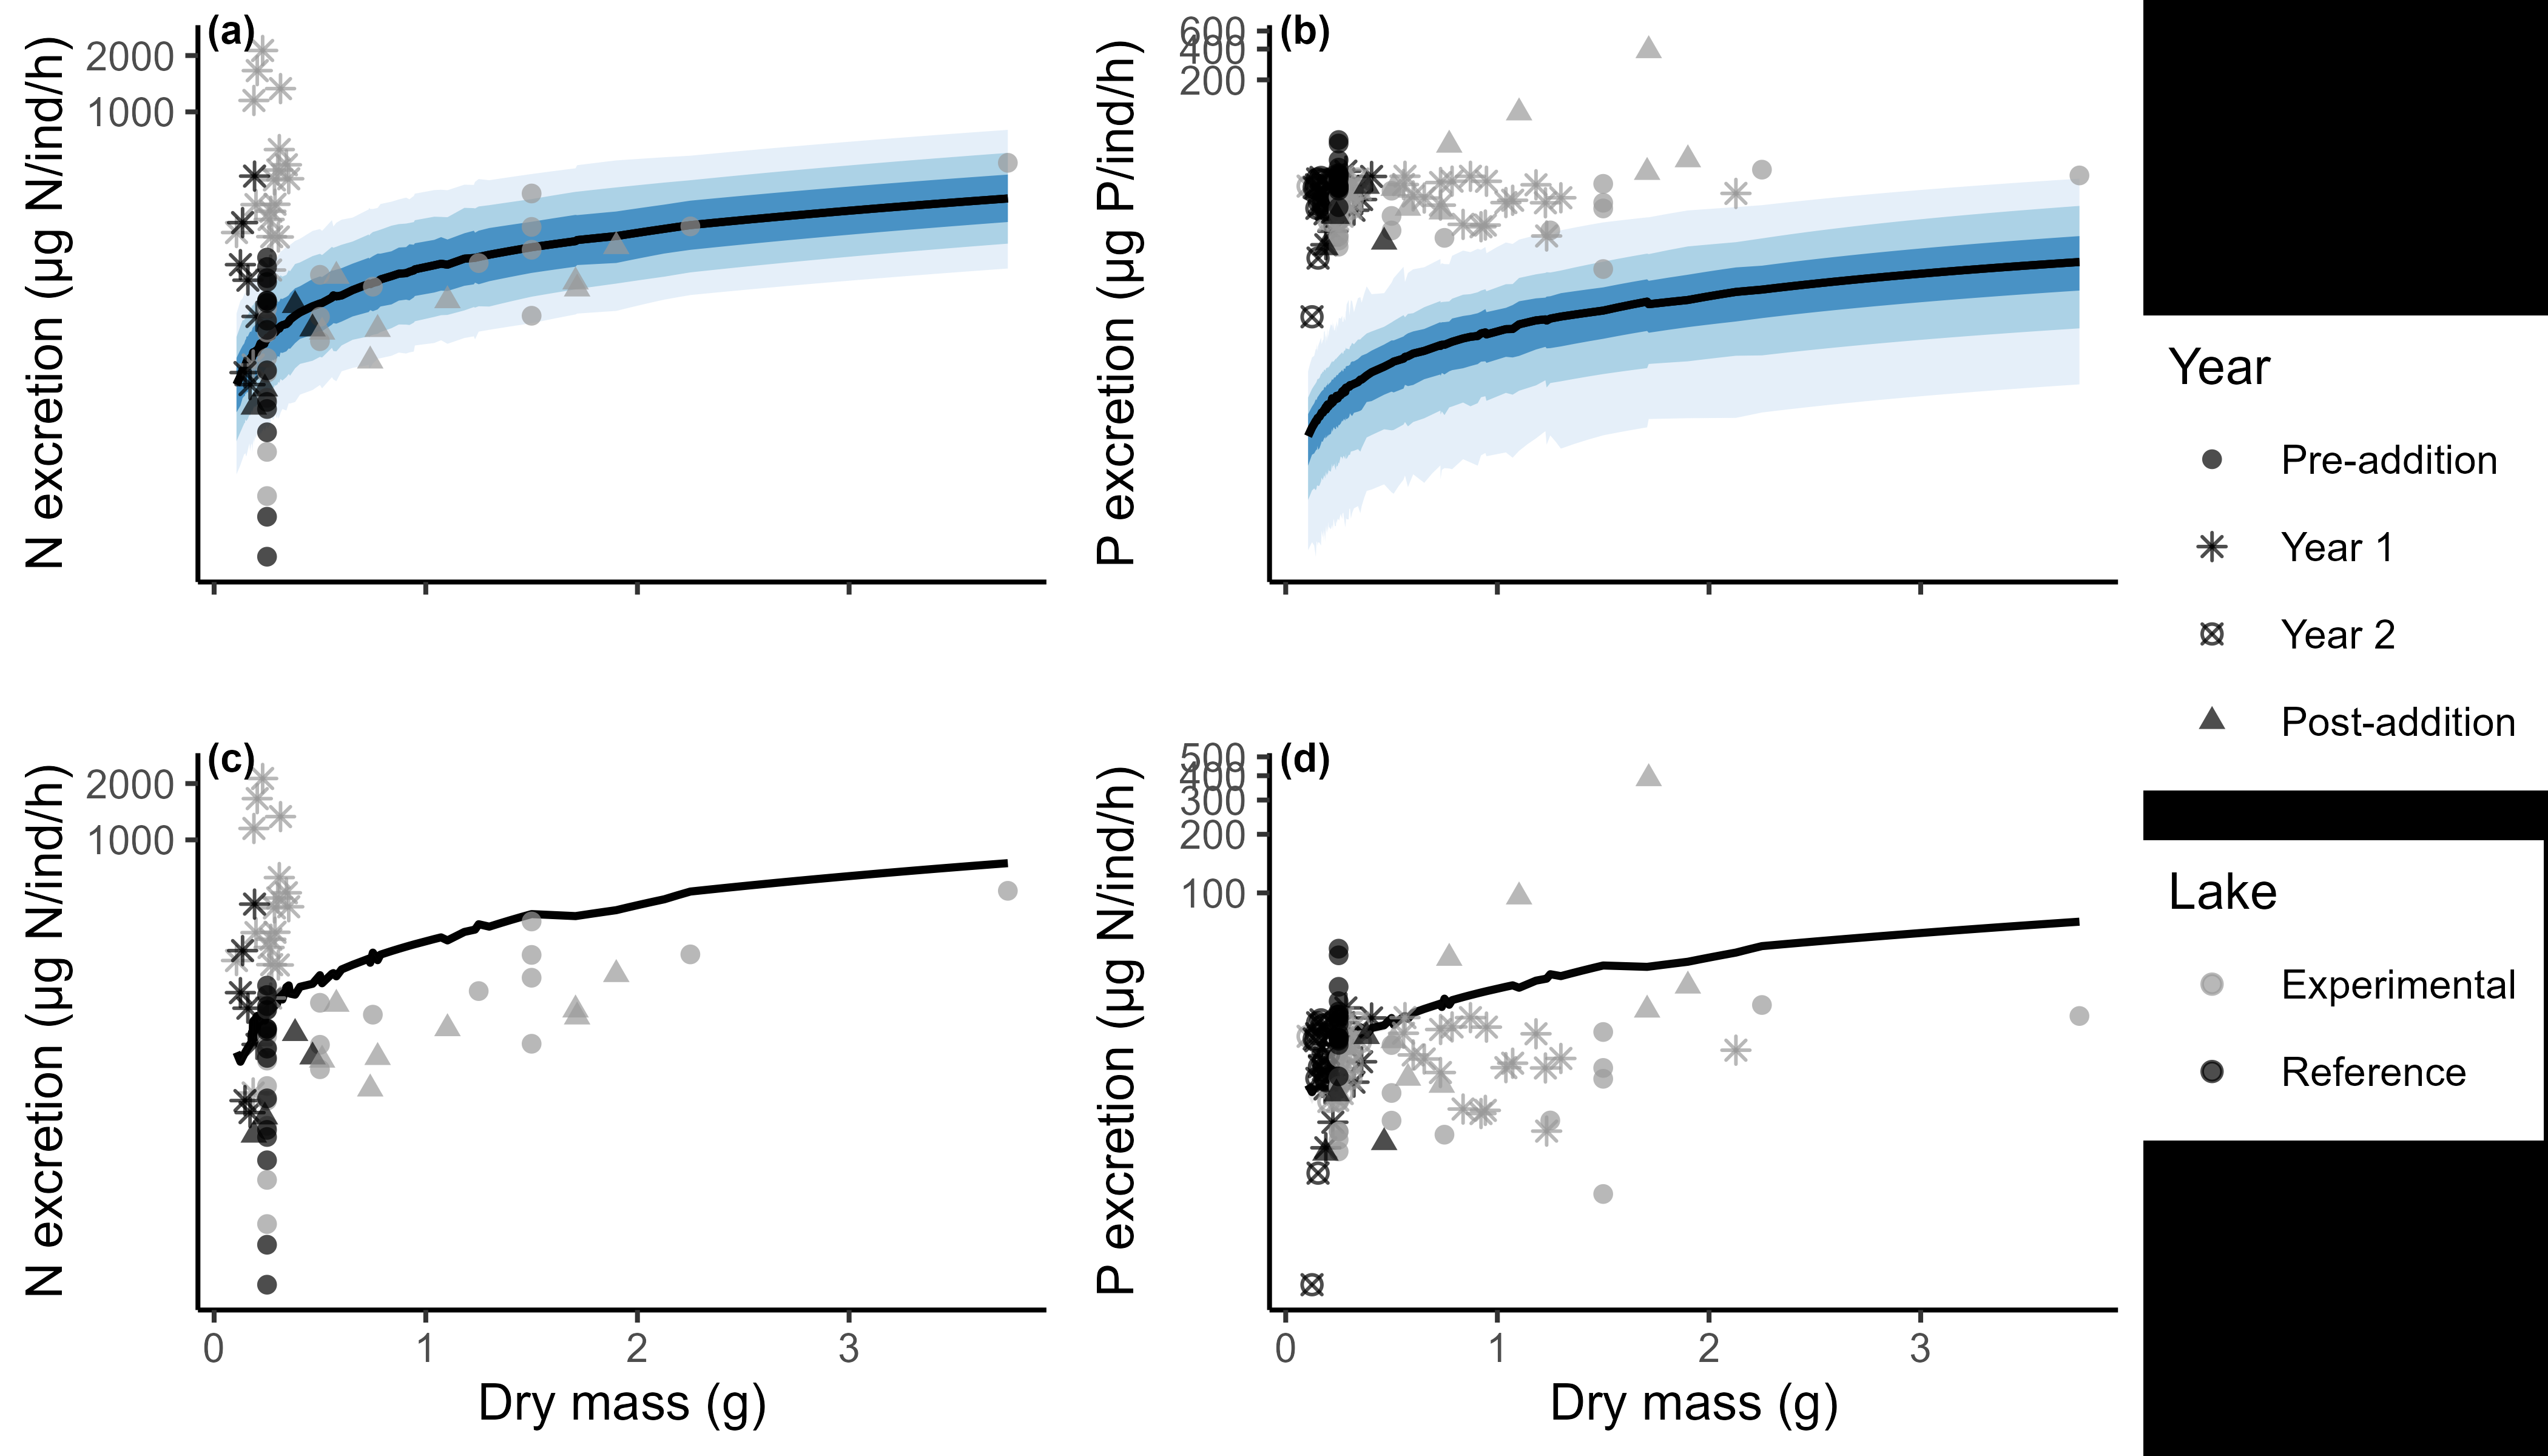 (a)
N excretion (µg N/ind/h)
2000
1000
(b)
P excretion (µg P/ind/h)
600
400
200
(c)
N excretion (µg N/ind/h)
2000
1000
0
1
2
3
Dry mass (g)
(d)
P excretion (µg N/ind/h)
500
400
300
200
100
0
1
2
3
Dry mass (g)
Year
Pre-addition
Year 1
Year 2
Post-addition
Lake
Experimental
Reference